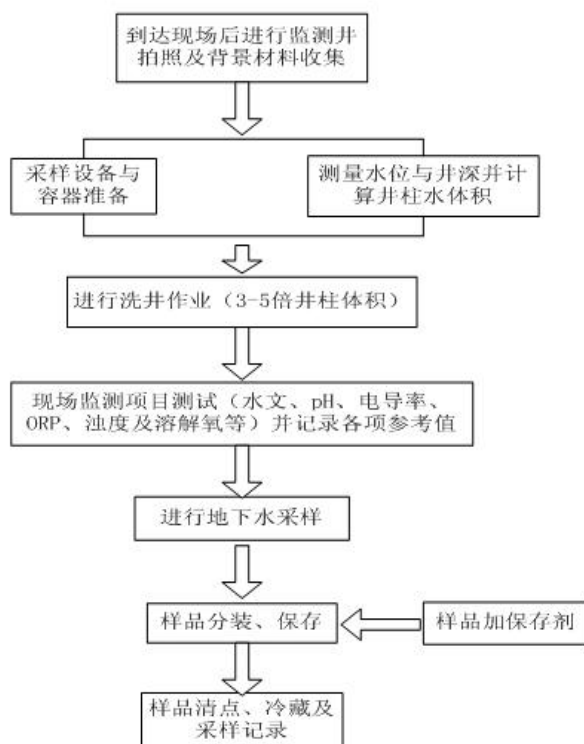 到达现场后进行监测井
拍照及背景材料收集
采样设备与
容器准备
测量水位与井深并计
算井柱水体积
进行洗井作业（3-5倍井柱体积）
现场监测项目测试（水文、pH、电导率、
ORP、浊度及溶解氧等）并记录各项参考值
进行地下水采样
样品分装、保存
样品加保存剂
样品清点、冷藏及
采样记录